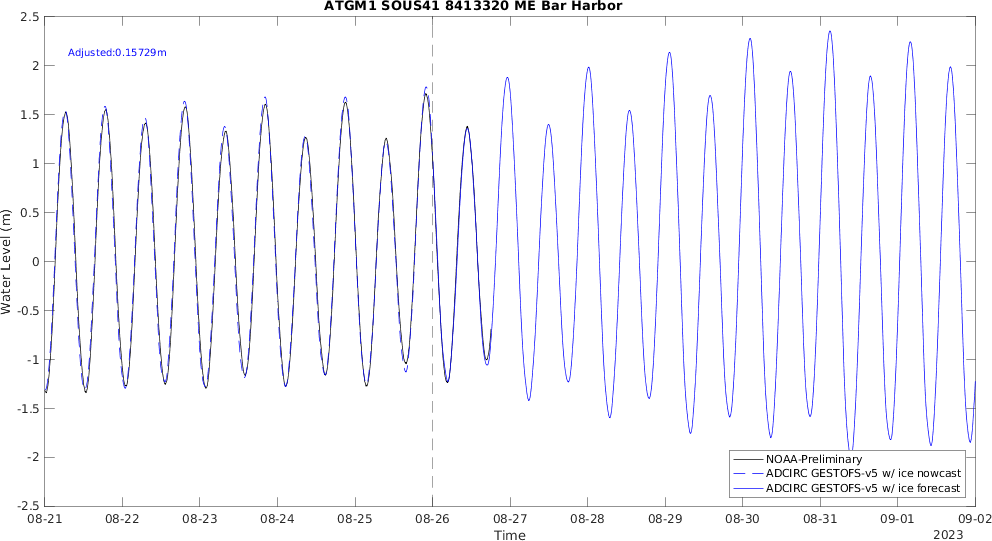 ATGM1 SOUS41 8413320 ME Bar Harbor
Adjusted:0.15729m
2.5
2
1.5
1
0.5
0
-0.5
-1
-1.5
-2
-2.5
Water Level (m)
NOAA-Preliminary
ADCIRC GESTOFS-v5 w/ ice nowcast
ADCIRC GESTOFS-v5 w/ ice forecast
08-21 08-22 08-23 08-24 08-25 08-26 08-27 08-28 08-29 08-30 08-31 09-01 09-02
Time
2023